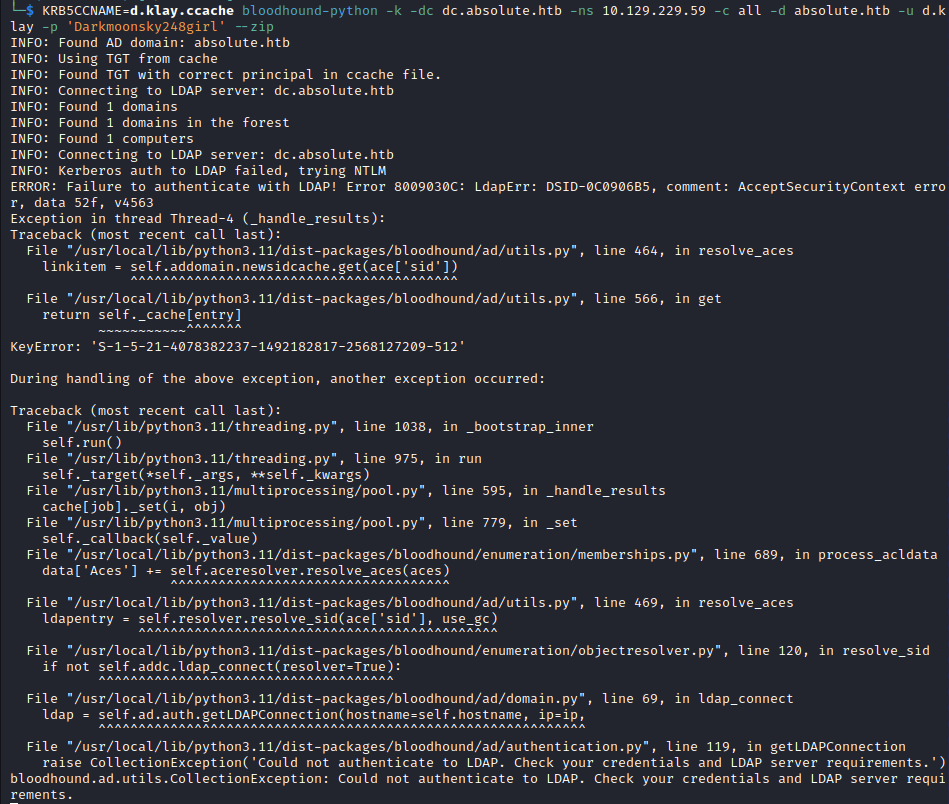 └─$ KRB5CCNAME=d.klay.ccache bloodhound-python -k -dc dc.absolute.htb -ns 10.129.229.59 -c all -d absolute.htb -u d.k
lay -p 'Darkmoonsky248girl' --zip
INFO: Found AD domain: absolute.htb
INFO: Using TGT from cache
INFO: Found TGT with correct principal in ccache file.
INFO: Connecting to LDAP server: dc.absolute.htb
INFO: Found 1 domains
INFO: Found 1 domains in the forest
INFO: Found 1 computers
INFO: Connecting to LDAP server: dc.absolute.htb
INFO: Kerberos auth to LDAP failed, trying NTLM
ERROR: Failure to authenticate with LDAP! Error 8009030C: LdapErr: DSID-0C0906B5, comment: AcceptSecurityContext erro
r, data 52f, v4563
Exception in thread Thread-4 (_handle_results):
Traceback (most recent call last):
  File "/usr/local/lib/python3.11/dist-packages/bloodhound/ad/utils.py", line 464, in resolve_aces
    linkitem = self.addomain.newsidcache.get(ace['sid'])
               ^^^^^^^^^^^^^^^^^^^^^^^^^^^^^^^^^^^^^^^^^
  File "/usr/local/lib/python3.11/dist-packages/bloodhound/ad/utils.py", line 566, in get
    return self._cache[entry]
           ~~~~~~~~~~~^^^^^^^
KeyError: 'S-1-5-21-4078382237-1492182817-2568127209-512'

During handling of the above exception, another exception occurred:

Traceback (most recent call last):
  File "/usr/lib/python3.11/threading.py", line 1038, in _bootstrap_inner
    self.run()
  File "/usr/lib/python3.11/threading.py", line 975, in run
    self._target(*self._args, **self._kwargs)
  File "/usr/lib/python3.11/multiprocessing/pool.py", line 595, in _handle_results
    cache[job]._set(i, obj)
  File "/usr/lib/python3.11/multiprocessing/pool.py", line 779, in _set
    self._callback(self._value)
  File "/usr/local/lib/python3.11/dist-packages/bloodhound/enumeration/memberships.py", line 689, in process_acldata
    data['Aces'] += self.aceresolver.resolve_aces(aces)
                    ^^^^^^^^^^^^^^^^^^^^^^^^^^^^^^^^^^^
  File "/usr/local/lib/python3.11/dist-packages/bloodhound/ad/utils.py", line 469, in resolve_aces
    ldapentry = self.resolver.resolve_sid(ace['sid'], use_gc)
                ^^^^^^^^^^^^^^^^^^^^^^^^^^^^^^^^^^^^^^^^^^^^^
  File "/usr/local/lib/python3.11/dist-packages/bloodhound/enumeration/objectresolver.py", line 120, in resolve_sid
    if not self.addc.ldap_connect(resolver=True):
           ^^^^^^^^^^^^^^^^^^^^^^^^^^^^^^^^^^^^^
  File "/usr/local/lib/python3.11/dist-packages/bloodhound/ad/domain.py", line 69, in ldap_connect
    ldap = self.ad.auth.getLDAPConnection(hostname=self.hostname, ip=ip,
           ^^^^^^^^^^^^^^^^^^^^^^^^^^^^^^^^^^^^^^^^^^^^^^^^^^^^^^^^^^^^^
  File "/usr/local/lib/python3.11/dist-packages/bloodhound/ad/authentication.py", line 119, in getLDAPConnection
    raise CollectionException('Could not authenticate to LDAP. Check your credentials and LDAP server requirements.')
bloodhound.ad.utils.CollectionException: Could not authenticate to LDAP. Check your credentials and LDAP server requi
rements.